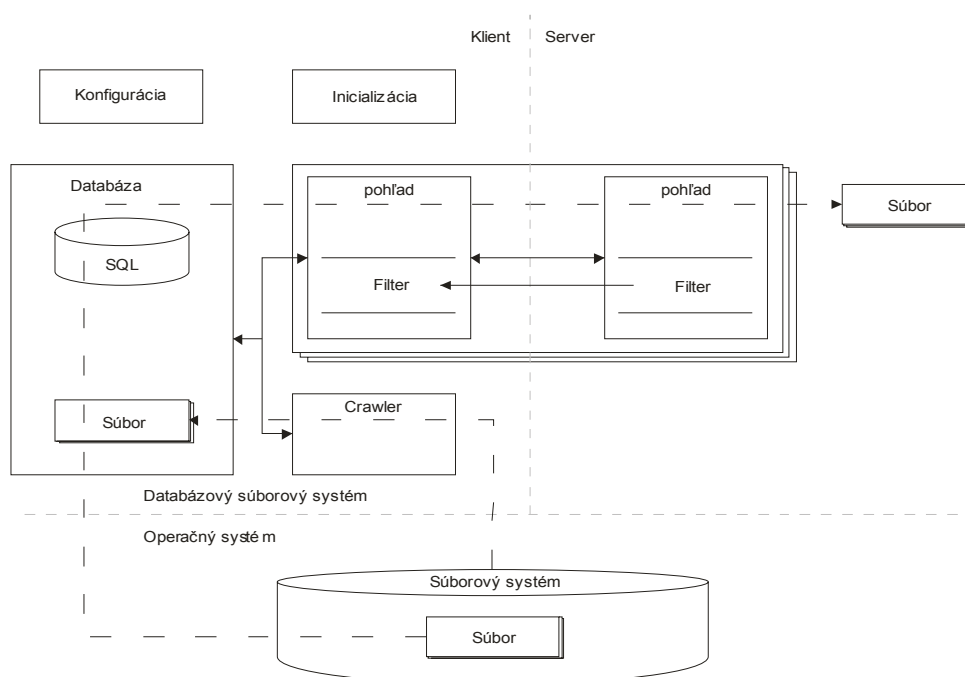 Klient
Server
Konfigurácia
Inicializácia
Databáza
pohľad
pohľad
Súbor
SQL
Filter
Filter
Súbor
Crawler
Databázový súborový systém
Operačný systém
Súborový systém
Súbor